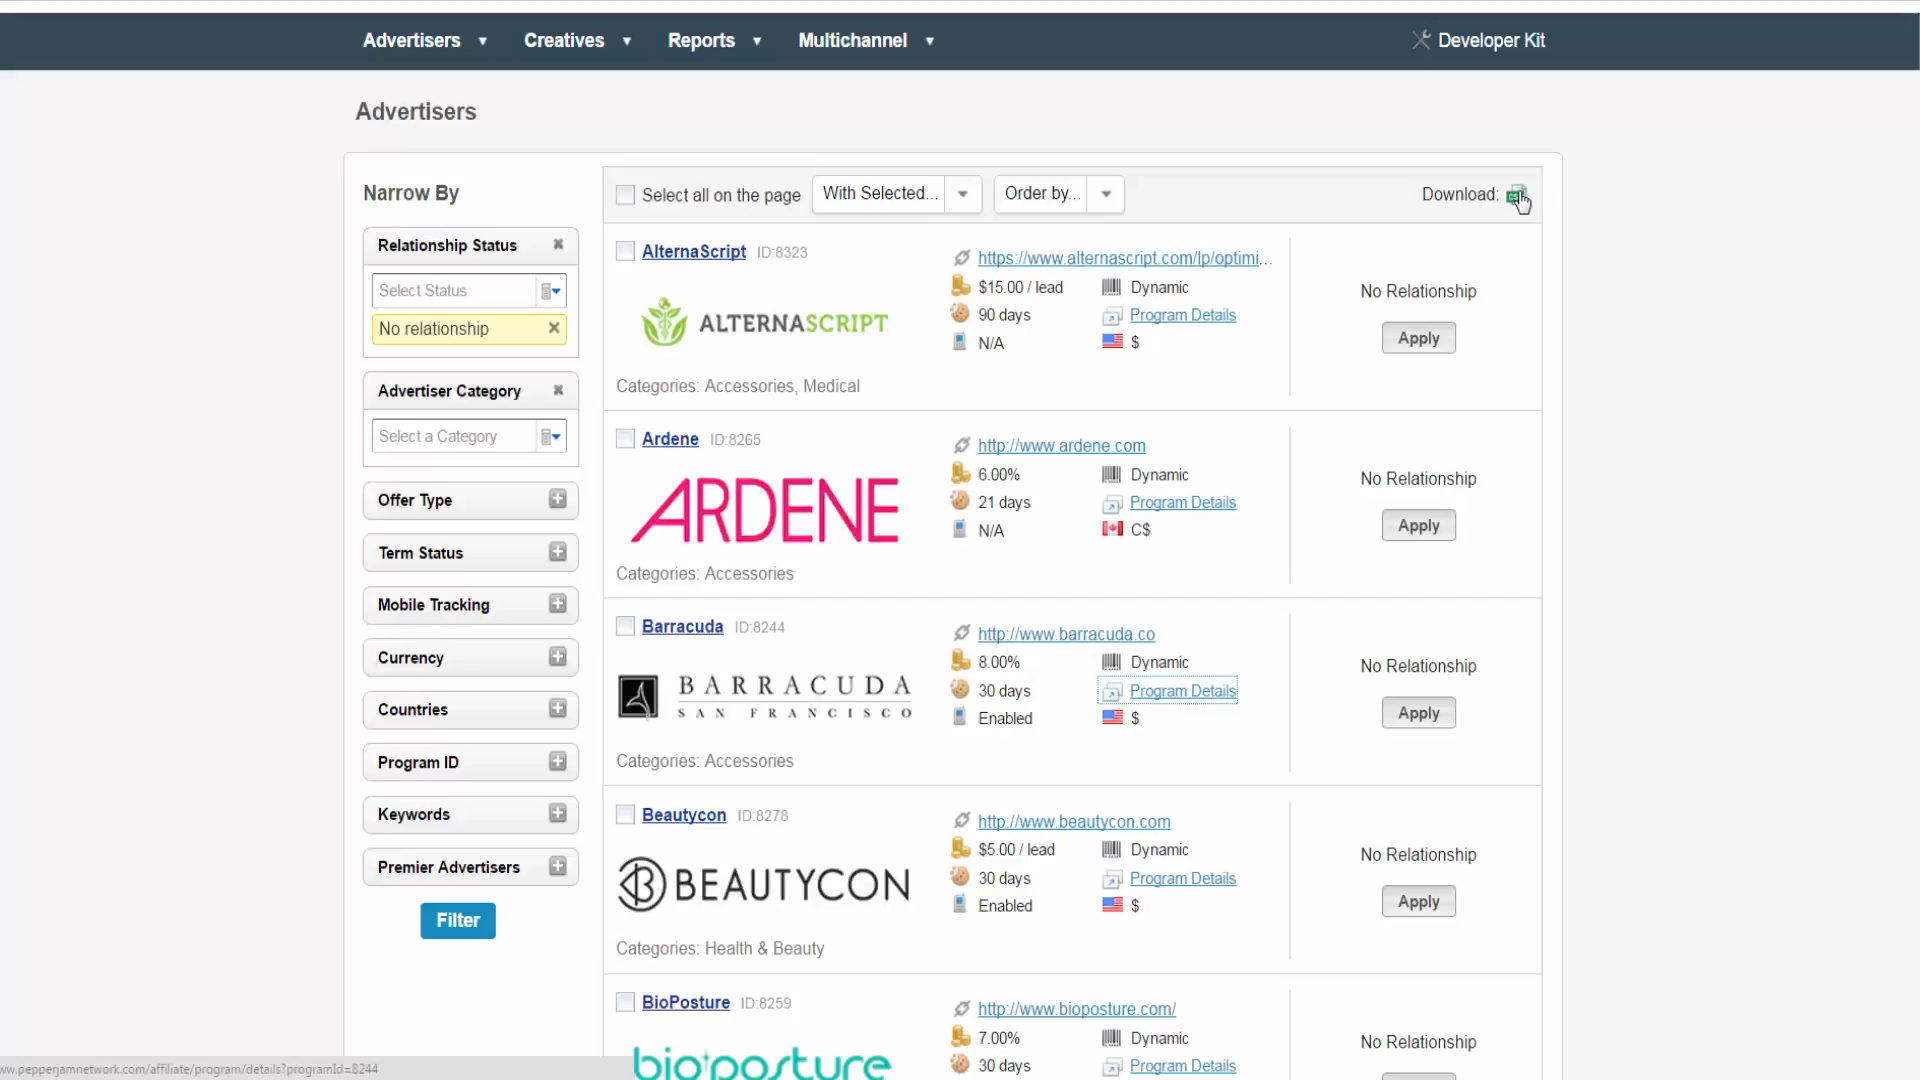 Advertisers Creatives Reports Multichannel Developer Kit
Advertisers
Narrow By
Relationship Status
Select Status
No relationship
Advertiser Category
Select a Category
Offer Type
Term Status
Mobile Tracking
Currency
Countries
Program ID
Keywords
Premier Advertisers
Filter
Select all on the page With Selected... Order by... Download:
AlternaScript ID:8323
ALTERNASCRIPT
https://www.alternascript.com/lp/optimi...
$15.00 / lead Dynamic
90 days Program Details
N/A $
Categories: Accessories, Medical
No Relationship
Apply
Ardene ID:8265
ARDENE
http://www.ardene.com
6.00% Dynamic
21 days Program Details
N/A C$
Categories: Accessories
No Relationship
Apply
Barracuda ID:8244
BARRACUDA
SAN FRANCISCO
http://www.barracuda.co
8.00% Dynamic
30 days Program Details
Enabled $
Categories: Accessories
No Relationship
Apply
Beautycon ID:8278
BEAUTYCON
http://www.beautycon.com
$5.00 / lead Dynamic
30 days Program Details
Enabled $
Categories: Health & Beauty
No Relationship
Apply
BioPosture ID:8259
bioposture
http://www.bioposture.com/
7.00% Dynamic
30 days Program Details
No Relationship
ww.pepperjamnetwork.com/affiliate/program/details?programId=8244